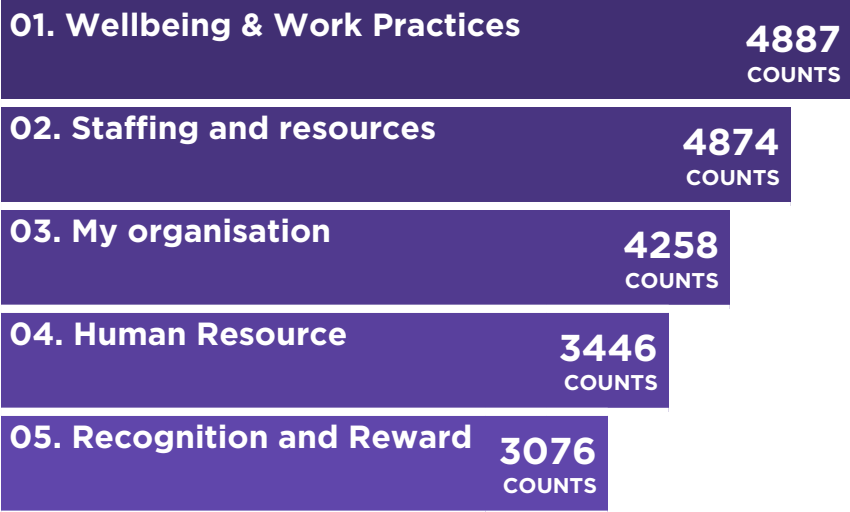 01. Wellbeing & Work Practices
4887
COUNTS
02. Staffing and resources
4874
COUNTS
03. My organisation
4258
COUNTS
04. Human Resource
3446
COUNTS
05. Recognition and Reward
3076
COUNTS